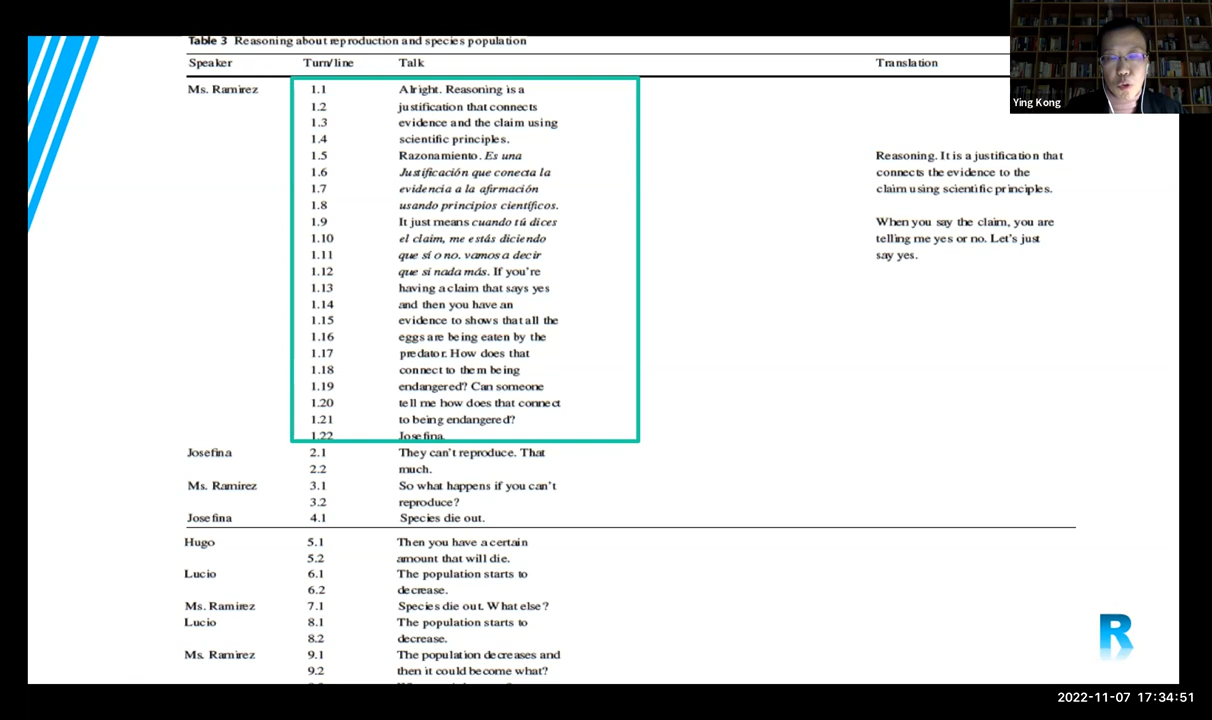 Table 3 Reasoning about reproduction and species population
Speaker Turn/line Talk Translation
Ms. Ramirez 1.1 Alright. Reasoning is a
1.2 justification that connects
1.3 evidence and the claim using
1.4 scientific principles.
1.5 Razonamiento. Es una Reasoning. It is a justification that
1.6 Justificación que conecta la connects the evidence to the
1.7 evidencia a la afirmación claim using scientific principles.
1.8 usando principios científicos.
1.9 It just means cuando tú dices When you say the claim, you are
1.10 el claim, me estás diciendo telling me yes or no. Let's just
1.11 que sí o no. vamos a decir say yes.
1.12 que sí nada más. If you're
1.13 having a claim that says yes
1.14 and then you have an
1.15 evidence to shows that all the
1.16 eggs are being eaten by the
1.17 predator. How does that
1.18 connect to them being
1.19 endangered? Can someone
1.20 tell me how does that connect
1.21 to being endangered?
1.22 Josefina.
Josefina 2.1 They can't reproduce. That
2.2 much.
Ms. Ramirez 3.1 So what happens if you can't
3.2 reproduce?
Josefina 4.1 Species die out.
Hugo 5.1 Then you have a certain
5.2 amount that will die.
Lucio 6.1 The population starts to
6.2 decrease.
Ms. Ramirez 7.1 Species die out. What else?
Lucio 8.1 The population starts to
8.2 decrease.
Ms. Ramirez 9.1 The population decreases and
9.2 then it could become what?
Ying Kong
R
2022-11-07 17:34:51